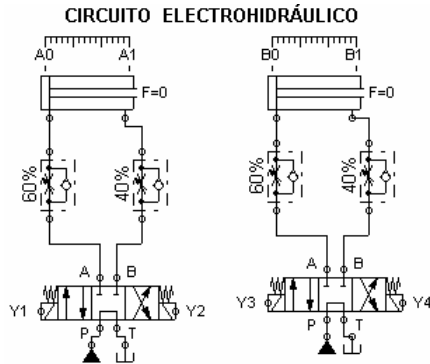 CIRCUITO ELECTROHIDRÁULICO
A0 A1 B0 B1
F=0 F=0
60% 40% 60% 40%
A B A B
Y1 Y2 Y3 Y4
P T P T